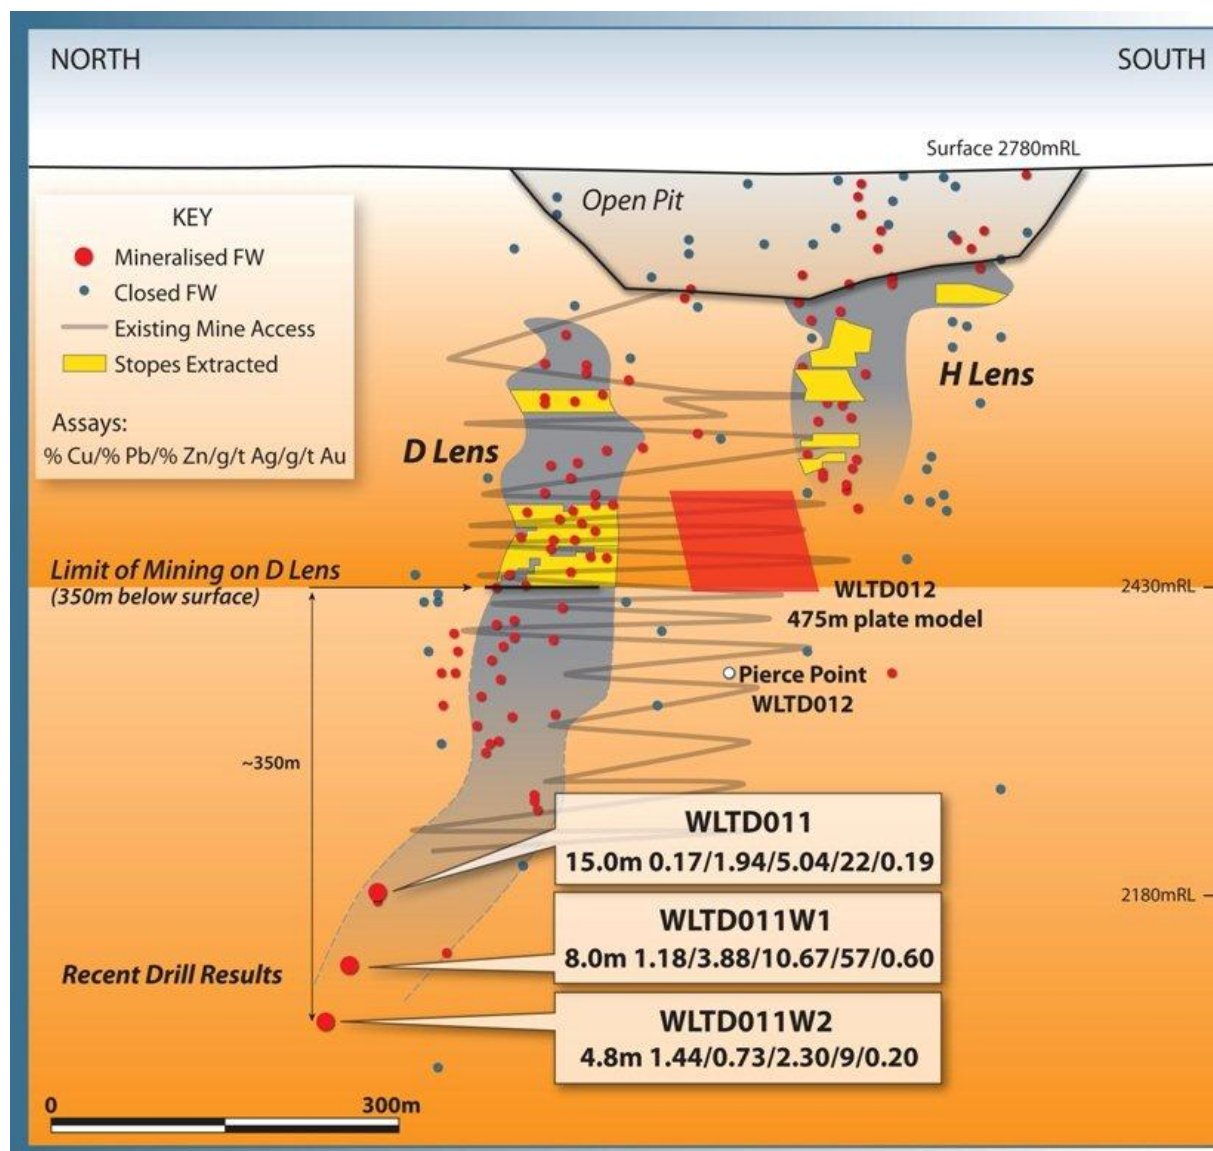 NORTH
SOUTH
Surface 2780mRL
Open Pit
KEY
Mineralised FW
Closed FW
Existing Mine Access
Stopes Extracted
Assays:
% Cu/% Pb/% Zn/g/t Ag/g/t Au
D Lens
H Lens
Limit of Mining on D Lens
(350m below surface)
2430mRL
WLTD012
475m plate model
Pierce Point
WLTD012
~350m
WLTD011
15.0m 0.17/1.94/5.04/22/0.19
2180mRL
WLTD011W1
8.0m 1.18/3.88/10.67/57/0.60
Recent Drill Results
WLTD011W2
4.8m 1.44/0.73/2.30/9/0.20
0 300m